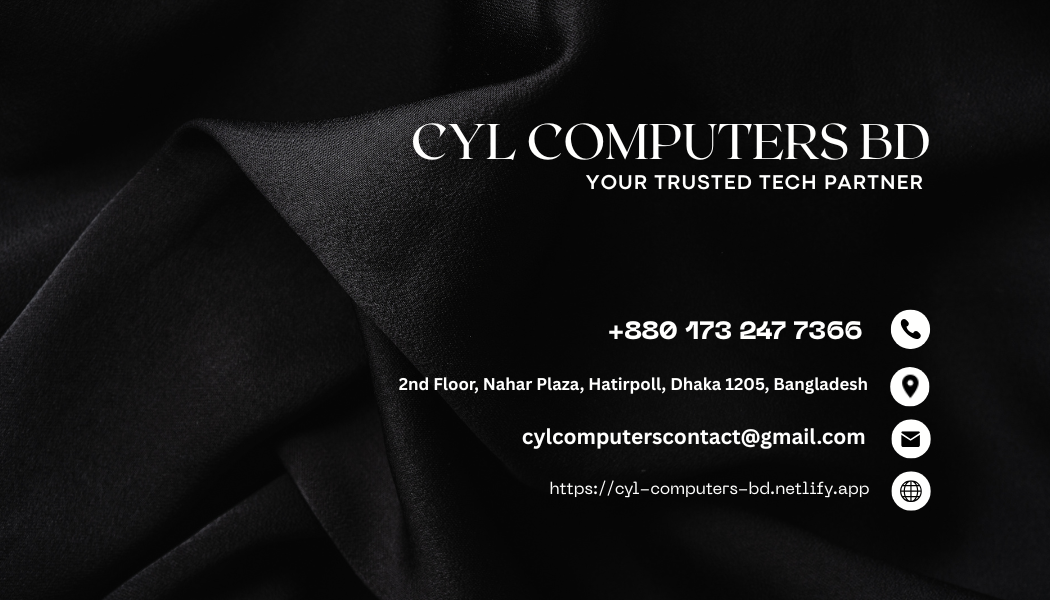 CYL COMPUTERS BD
YOUR TRUSTED TECH PARTNER
+880 173 247 7366
2nd Floor, Nahar Plaza, Hatirpoll, Dhaka 1205, Bangladesh
cylcomputerscontact@gmail.com
https://cyl-computers-bd.netlify.app